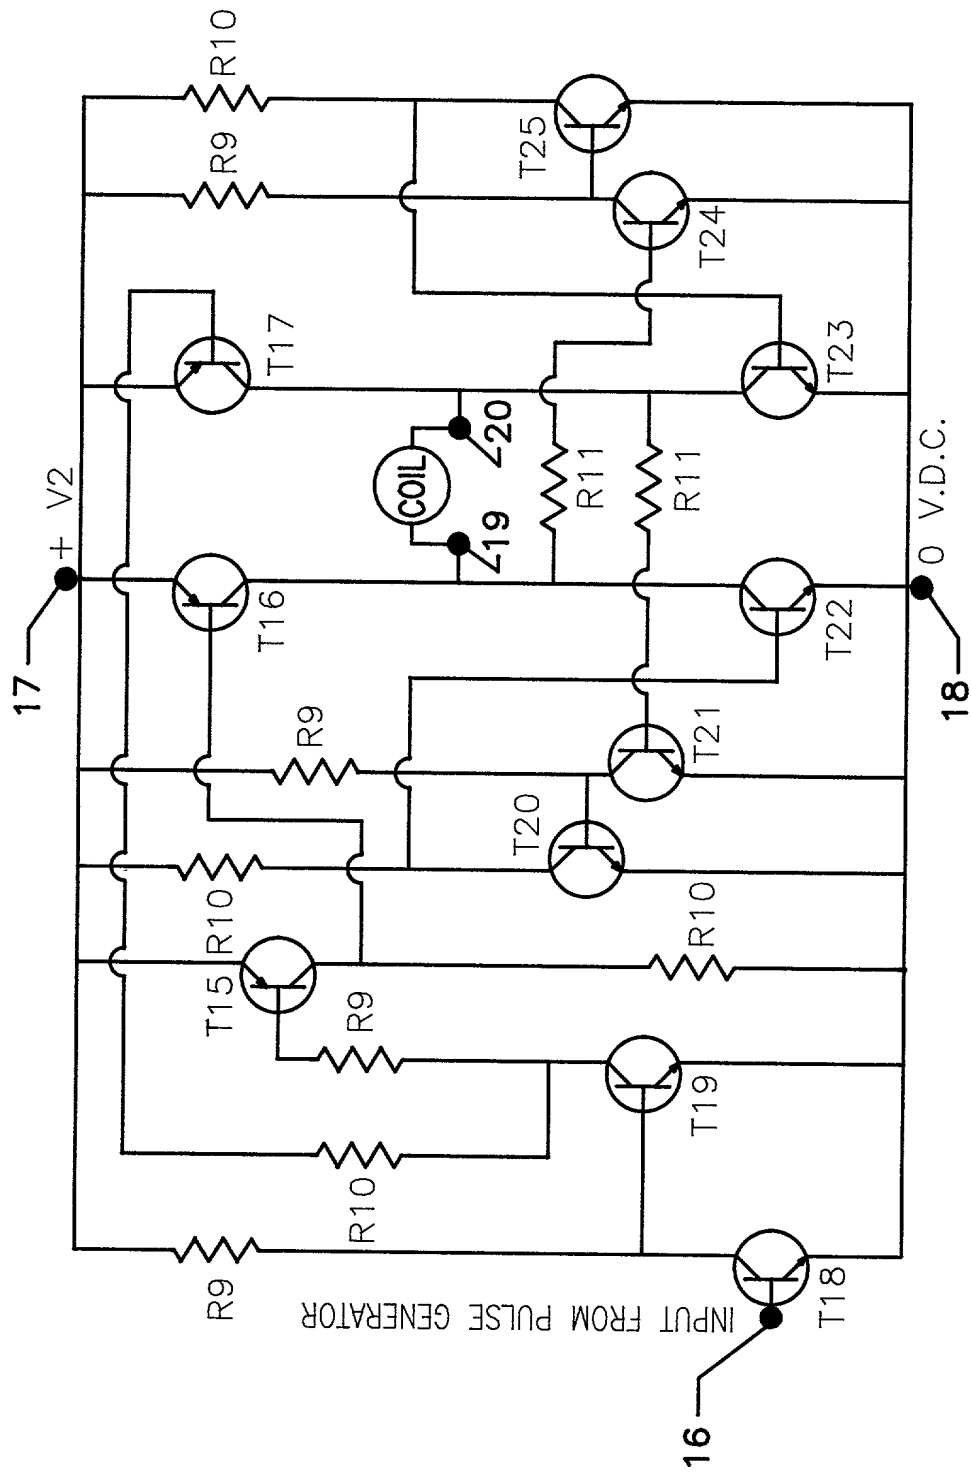 17
+ V2
R10
R9
T17
R10
R9
T25
T24
T16
COIL
19
20
R11
R11
T23
T22
0 V.D.C.
18
R9
T21
T20
R10
T15
R9
R10
T19
R10
R9
INPUT FROM PULSE GENERATOR
T18
16